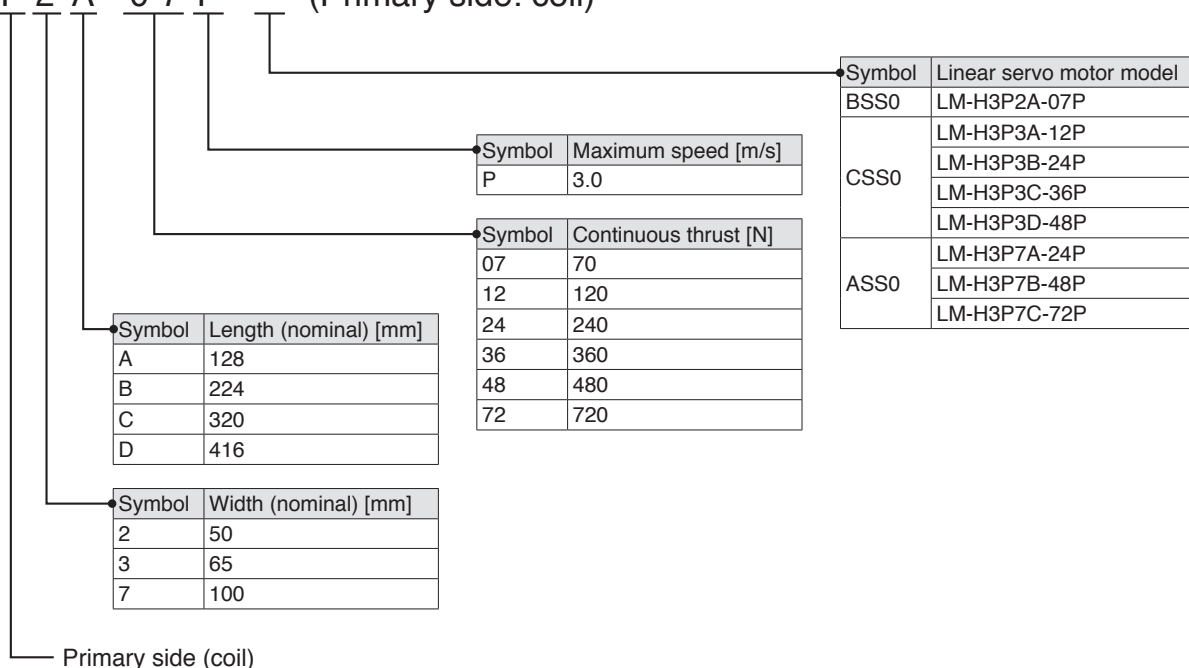 (Primary side: coil)
Symbol Linear servo motor model
BSS0 LM-H3P2A-07P
CSS0 LM-H3P3A-12P
LM-H3P3B-24P
LM-H3P3C-36P
LM-H3P3D-48P
ASS0 LM-H3P7A-24P
LM-H3P7B-48P
LM-H3P7C-72P
Symbol Maximum speed [m/s]
P 3.0
Symbol Continuous thrust [N]
07 70
12 120
24 240
36 360
48 480
72 720
Symbol Length (nominal) [mm]
A 128
B 224
C 320
D 416
Symbol Width (nominal) [mm]
2 50
3 65
7 100
Primary side (coil)